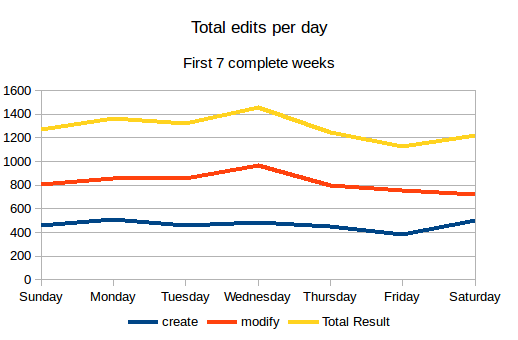 Total edits per day
First 7 complete weeks
1600
1400
1200
1000
800
600
400
200
0
Sunday Monday Tuesday Wednesday Thursday Friday Saturday
create modify Total Result